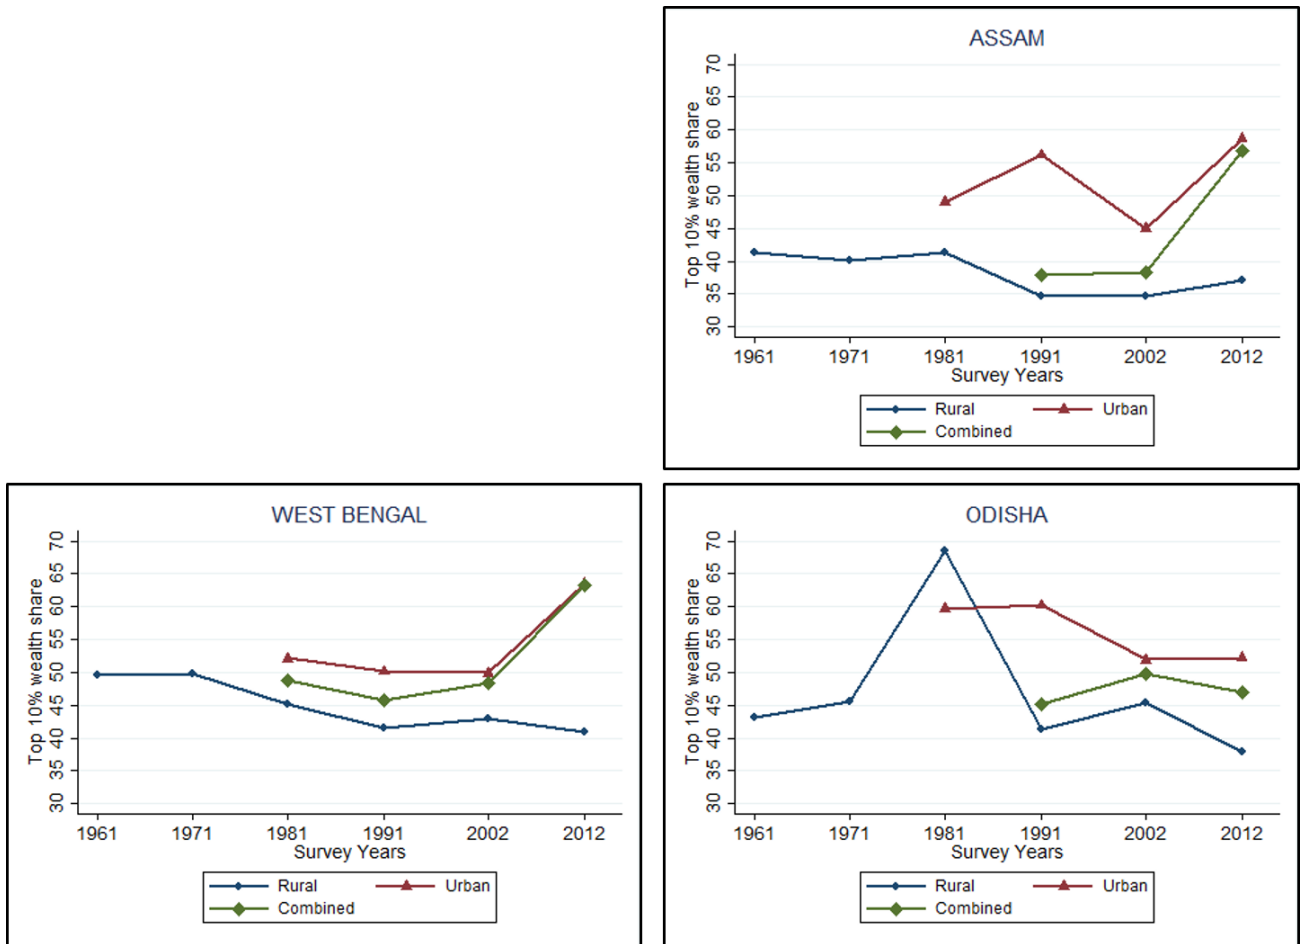 ASSAM
Top 10% wealth share
70
65
60
55
50
45
40
35
30
1961 1971 1981 1991 2002 2012
Survey Years
Rural Urban
Combined
WEST BENGAL
Top 10% wealth share
70
65
60
55
50
45
40
35
30
1961 1971 1981 1991 2002 2012
Survey Years
Rural Urban
Combined
ODISHA
Top 10% wealth share
70
65
60
55
50
45
40
35
30
1961 1971 1981 1991 2002 2012
Survey Years
Rural Urban
Combined